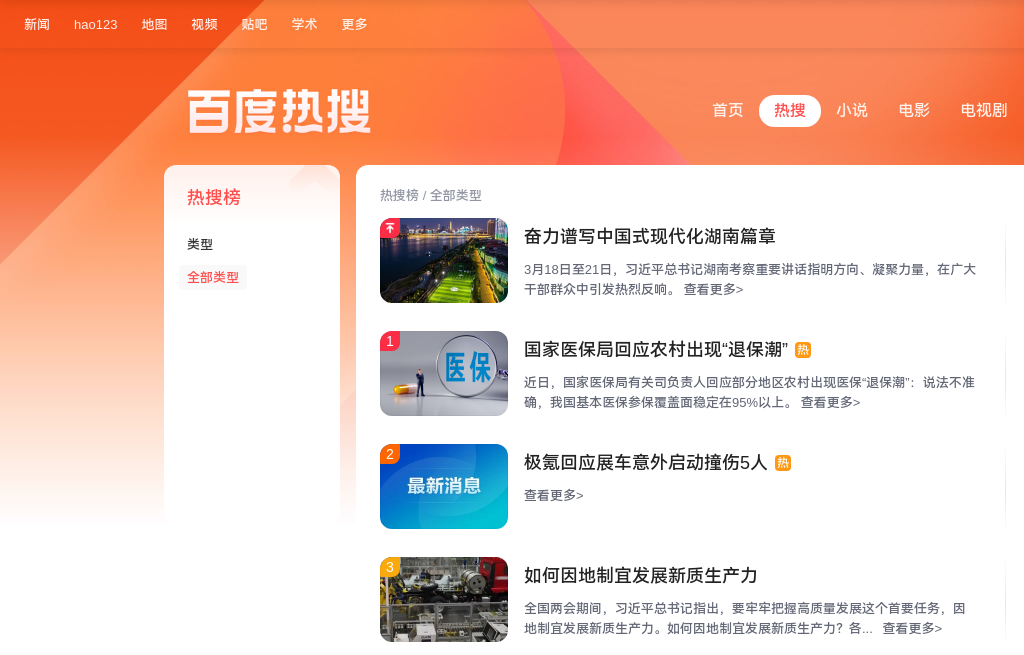 新闻 hao123 地图 视频 贴吧 学术 更多
百度热搜
首页 热搜 小说 电影 电视剧
热搜榜
类型
全部类型
热搜榜 / 全部类型
奋力谱写中国式现代化湖南篇章
3月18日至21日，习近平总书记湖南考察重要讲话指明方向、凝聚力量，在广大
干部群众中引发热烈反响。 查看更多>
1
医保
国家医保局回应农村出现“退保潮” 热
近日，国家医保局有关司负责人回应部分地区农村出现医保“退保潮”：说法不准
确，我国基本医保参保覆盖面稳定在95%以上。 查看更多>
2
最新消息
极氪回应展车意外启动撞伤5人 热
查看更多>
3
如何因地制宜发展新质生产力
全国两会期间，习近平总书记指出，要牢牢把握高质量发展这个首要任务，因
地制宜发展新质生产力。如何因地制宜发展新质生产力？各... 查看更多>